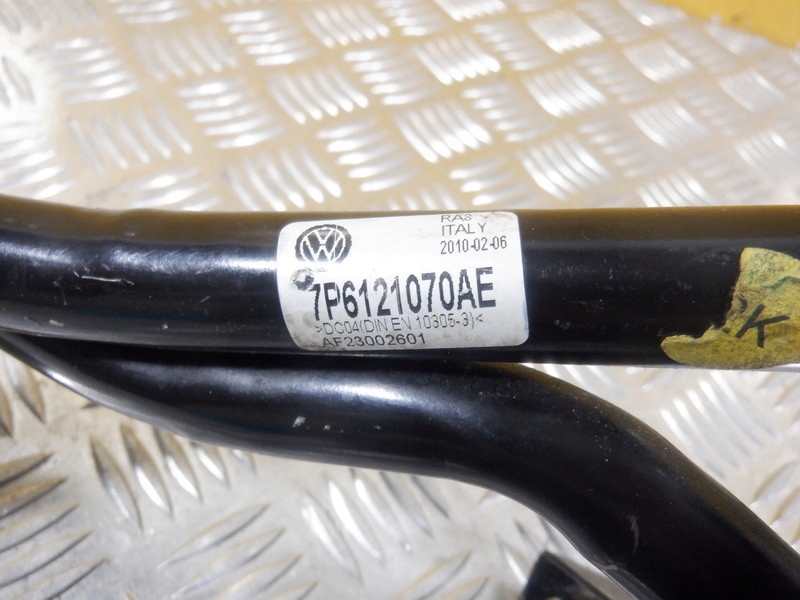 RA8
ITALY
2010-02-06
7P6121070AE
>DC04(DIN EN 10305-3)<
AF23002601
K